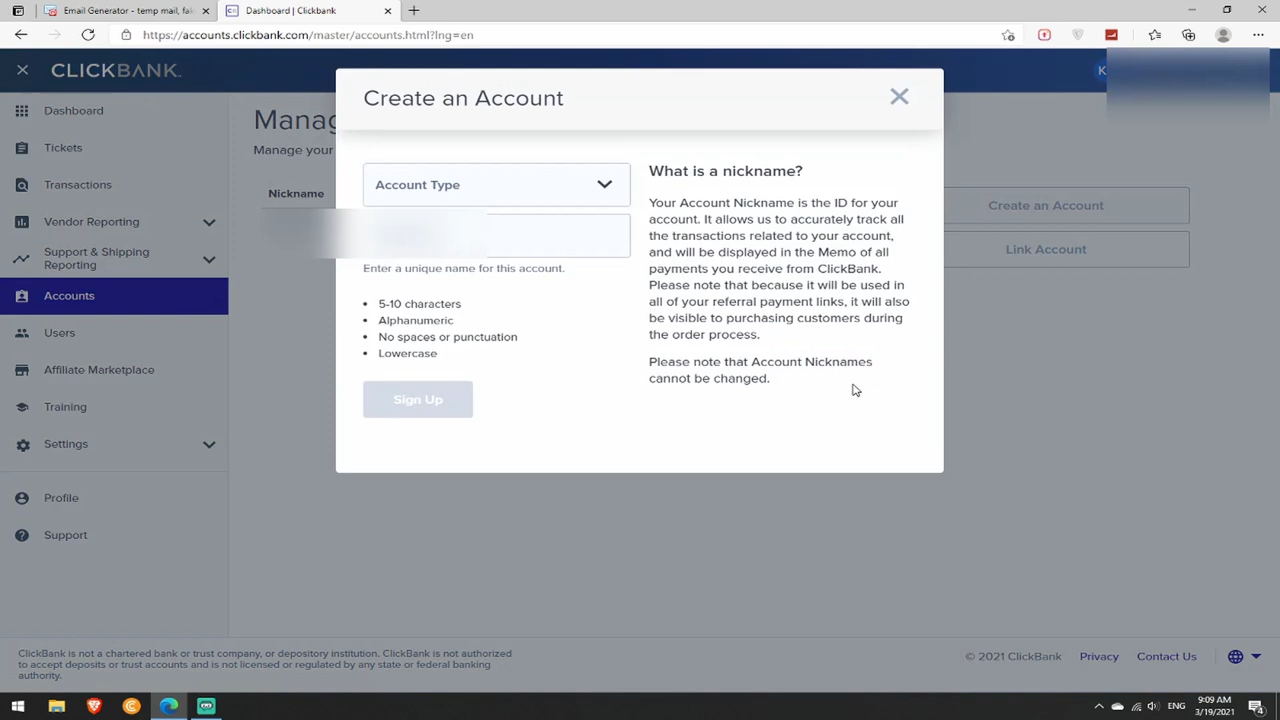 Email Generator - temp mail, fak
Dashboard | Clickbank
https://accounts.clickbank.com/master/accounts.html?lng=en
CLICKBANK
Dashboard
Tickets
Transactions
Vendor Reporting
Support & Shipping
Reporting
Accounts
Users
Affiliate Marketplace
Training
Settings
Profile
Support
Manag
Manage your
Nickname
Create an Account
Account Type
Enter a unique name for this account.
• 5-10 characters
• Alphanumeric
• No spaces or punctuation
• Lowercase
Sign Up
What is a nickname?
Your Account Nickname is the ID for your
account. It allows us to accurately track all
the transactions related to your account,
and will be displayed in the Memo of all
payments you receive from ClickBank.
Please note that because it will be used in
all of your referral payment links, it will also
be visible to purchasing customers during
the order process.
Please note that Account Nicknames
cannot be changed.
K
Create an Account
Link Account
ClickBank is not a chartered bank or trust company, or depository institution. ClickBank is not authorized
to accept deposits or trust accounts and is not licensed or regulated by any state or federal banking
authority.
© 2021 ClickBank
Privacy
Contact Us
ENG
9:09 AM
3/19/2021
4